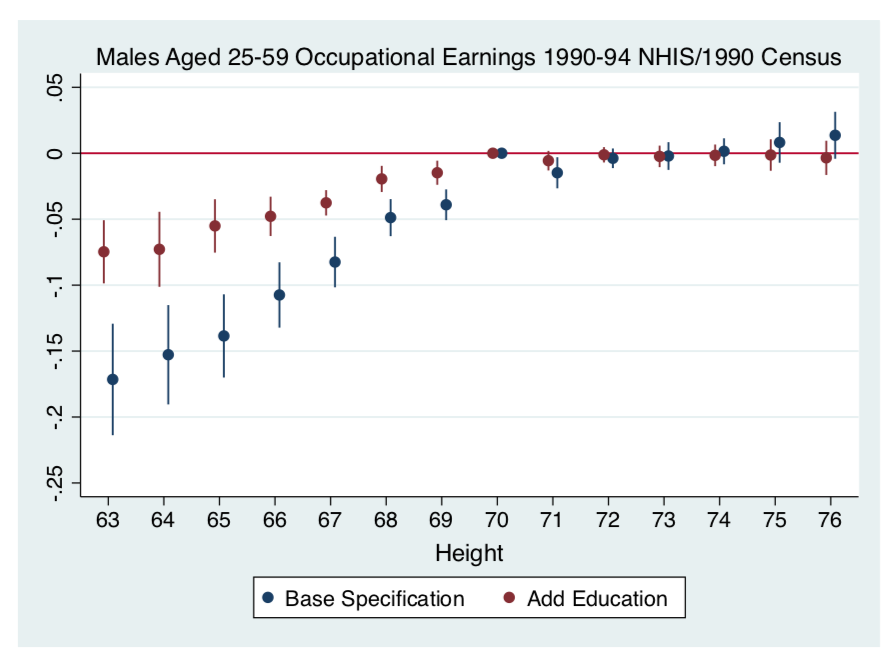 Males Aged 25-59 Occupational Earnings 1990-94 NHIS/1990 Census
.05
0
-.05
-.1
-.15
-.2
-.25
63 64 65 66 67 68 69 70 71 72 73 74 75 76
Height
Base Specification Add Education